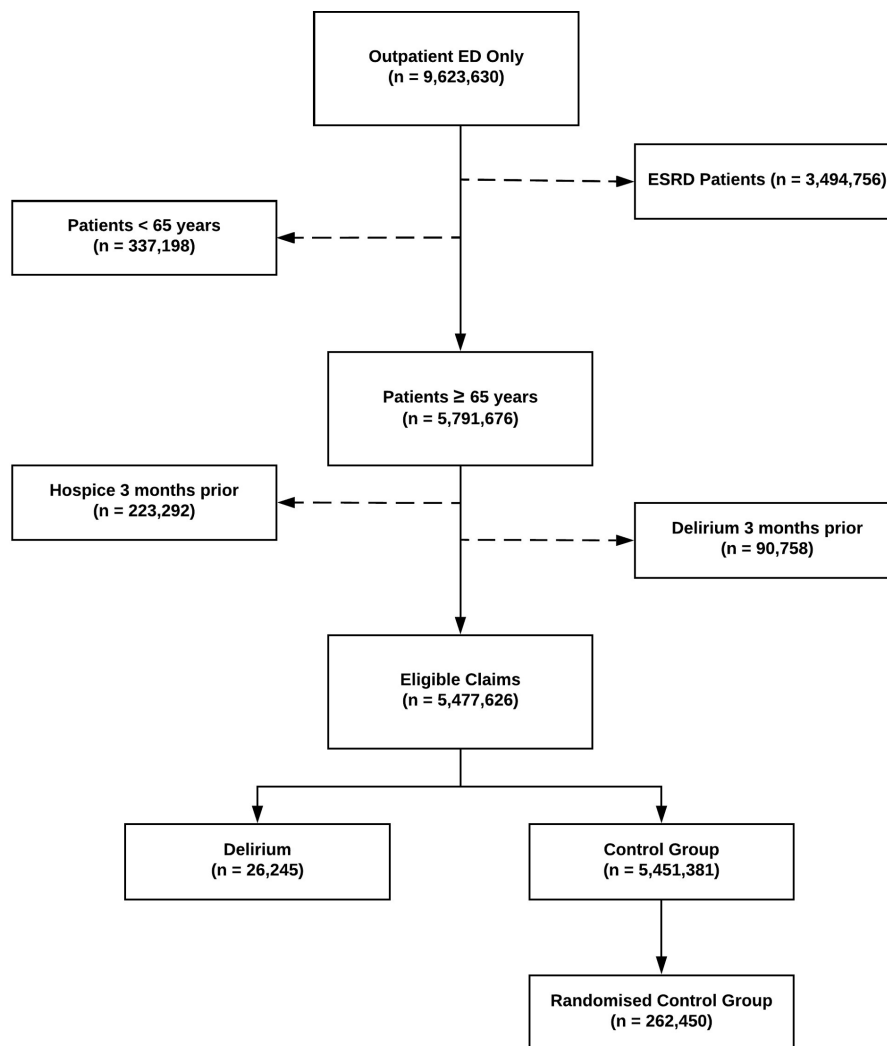 Outpatient ED Only
(n = 9,623,630)
ESRD Patients (n = 3,494,756)
Patients < 65 years
(n = 337,198)
Patients ≥ 65 years
(n = 5,791,676)
Hospice 3 months prior
(n = 223,292)
Delirium 3 months prior
(n = 90,758)
Eligible Claims
(n = 5,477,626)
Delirium
(n = 26,245)
Control Group
(n = 5,451,381)
Randomised Control Group
(n = 262,450)